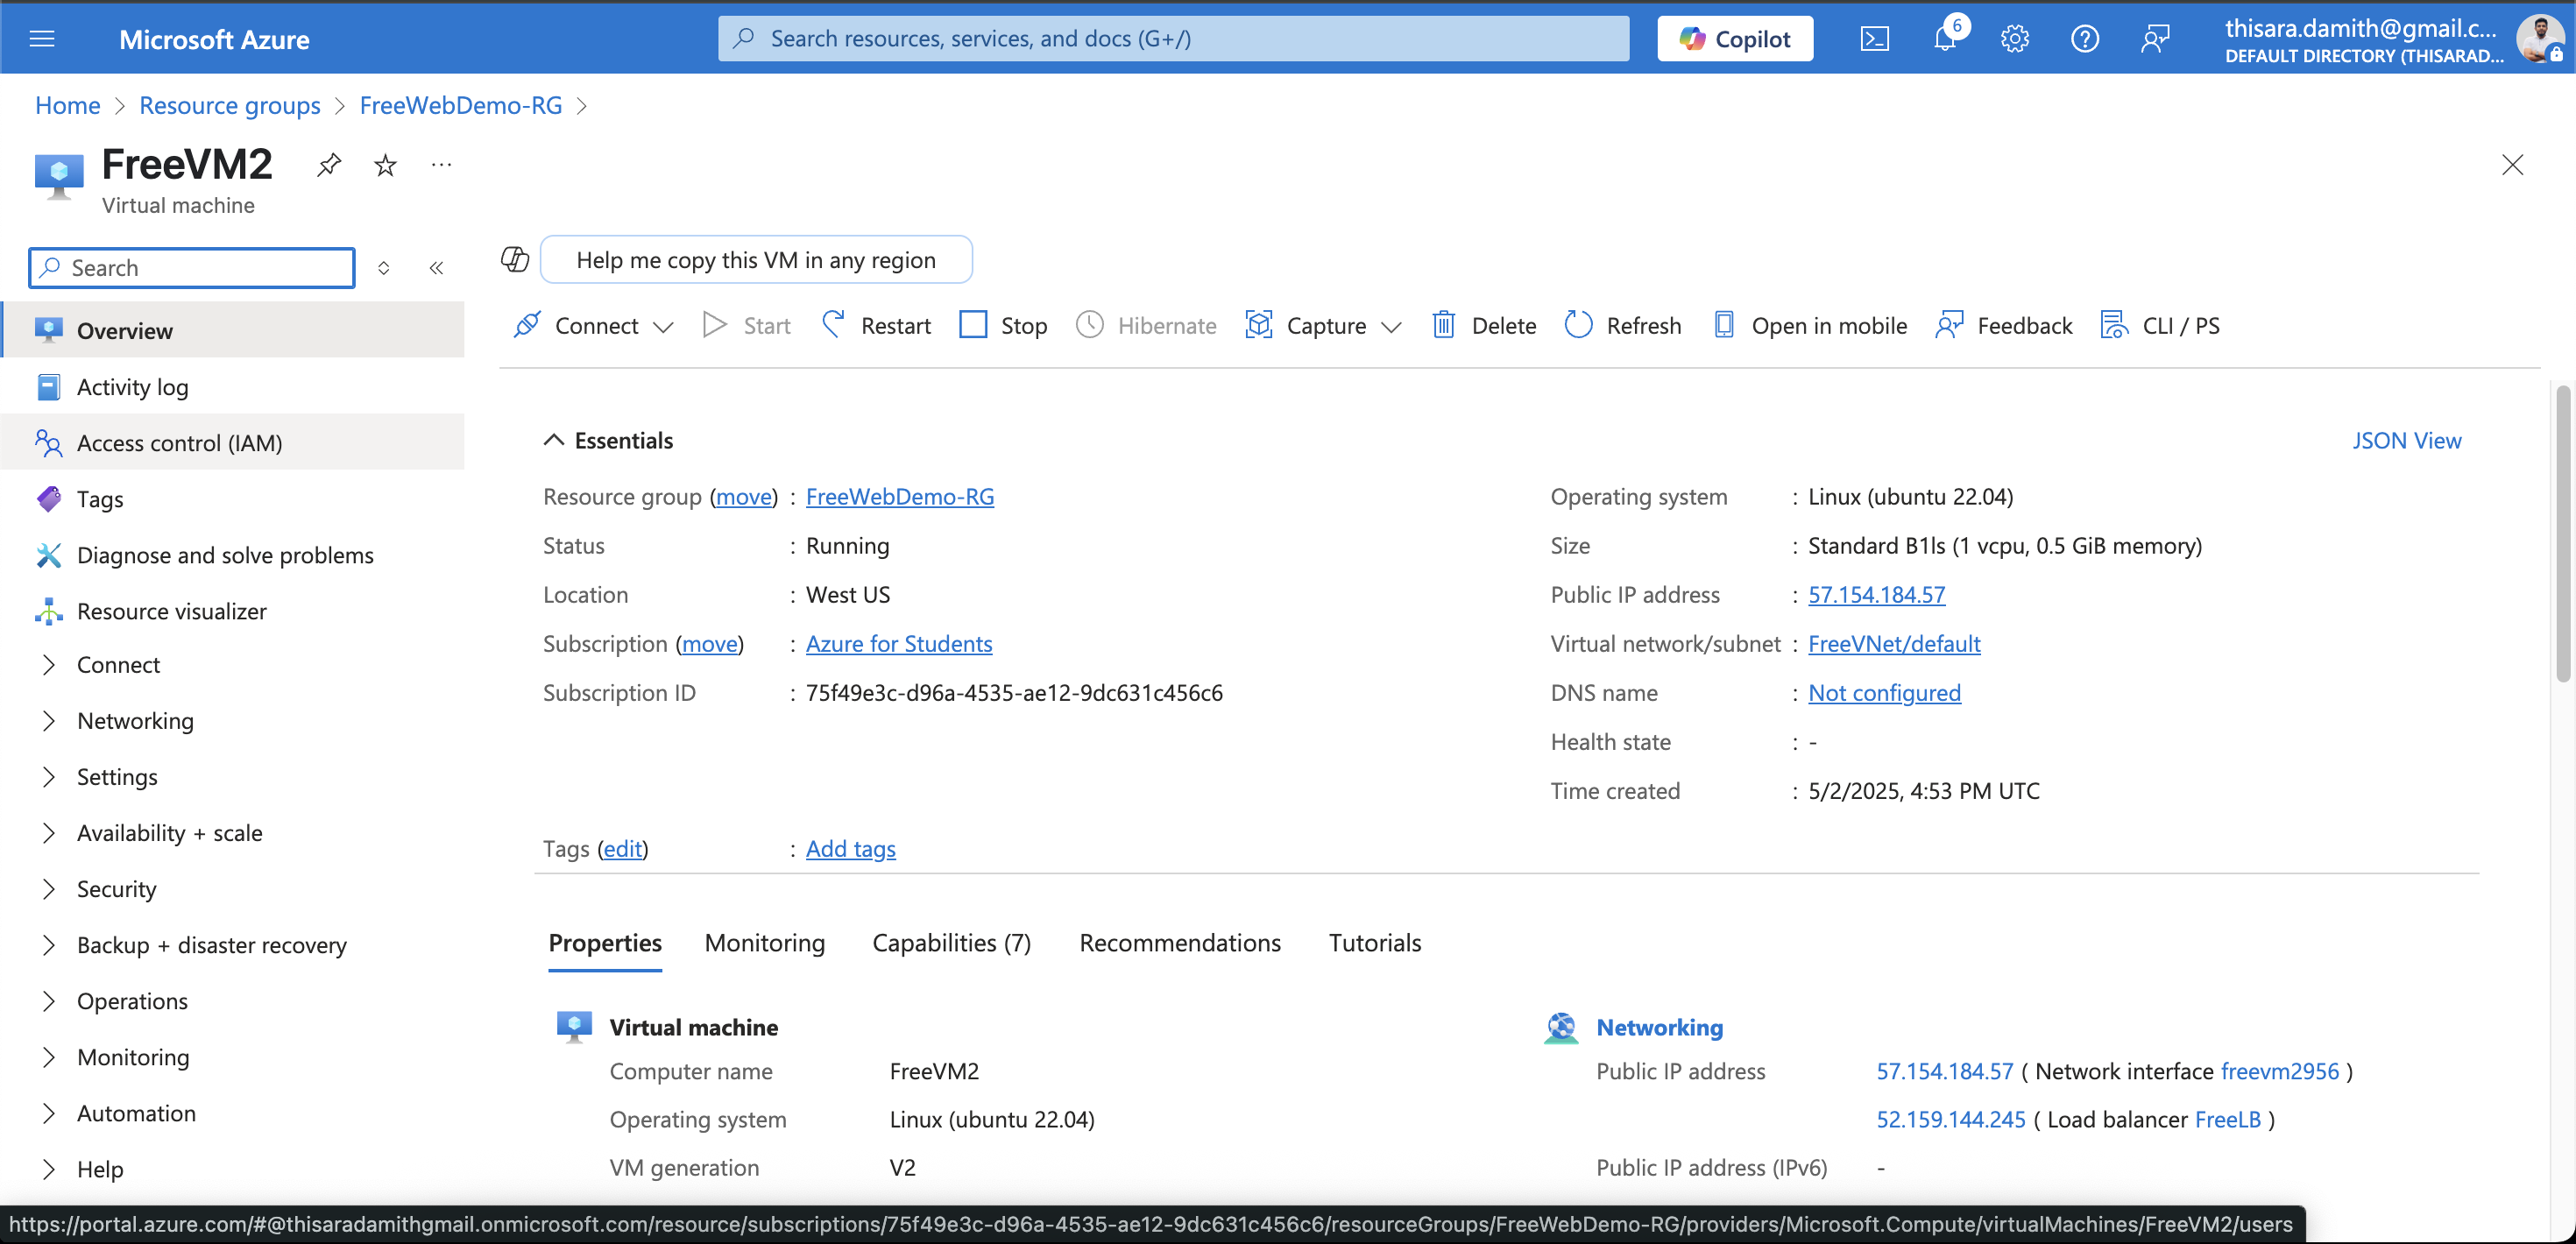 Microsoft Azure
Search resources, services, and docs (G+/)
Copilot
6
thisara.damith@gmail.c...
DEFAULT DIRECTORY (THISARAD...
Home > Resource groups > FreeWebDemo-RG >
FreeVM2
Virtual machine
Search
Overview
Activity log
Access control (IAM)
Tags
Diagnose and solve problems
Resource visualizer
Connect
Networking
Settings
Availability + scale
Security
Backup + disaster recovery
Operations
Monitoring
Automation
Help
Help me copy this VM in any region
Connect Start Restart Stop Hibernate Capture Delete Refresh Open in mobile Feedback CLI / PS
Essentials
JSON View
Resource group (move) : FreeWebDemo-RG
Status : Running
Location : West US
Subscription (move) : Azure for Students
Subscription ID : 75f49e3c-d96a-4535-ae12-9dc631c456c6
Operating system : Linux (ubuntu 22.04)
Size : Standard B1ls (1 vcpu, 0.5 GiB memory)
Public IP address : 57.154.184.57
Virtual network/subnet : FreeVNet/default
DNS name : Not configured
Health state : -
Time created : 5/2/2025, 4:53 PM UTC
Tags (edit) : Add tags
Properties Monitoring Capabilities (7) Recommendations Tutorials
Virtual machine
Computer name FreeVM2
Operating system Linux (ubuntu 22.04)
VM generation V2
Networking
Public IP address 57.154.184.57 ( Network interface freevm2956 )
52.159.144.245 ( Load balancer FreeLB )
Public IP address (IPv6) -
https://portal.azure.com/#@thisaradamithgmail.onmicrosoft.com/resource/subscriptions/75f49e3c-d96a-4535-ae12-9dc631c456c6/resourceGroups/FreeWebDemo-RG/providers/Microsoft.Compute/virtualMachines/FreeVM2/users